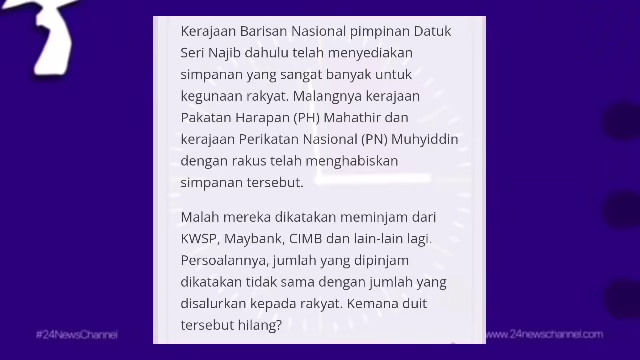 Kerajaan Barisan Nasional pimpinan Datuk
Seri Najib dahulu telah menyediakan
simpanan yang sangat banyak untuk
kegunaan rakyat. Malangnya kerajaan
Pakatan Harapan (PH) Mahathir dan
kerajaan Perikatan Nasional (PN) Muhyiddin
dengan rakus telah menghabiskan
simpanan tersebut.
Malah mereka dikatakan meminjam dari
KWSP, Maybank, CIMB dan lain-lain lagi.
Persoalannya, jumlah yang dipinjam
dikatakan tidak sama dengan jumlah yang
disalurkan kepada rakyat. Kemana duit
tersebut hilang?
#24NewsChannel
www.24newschannel.com